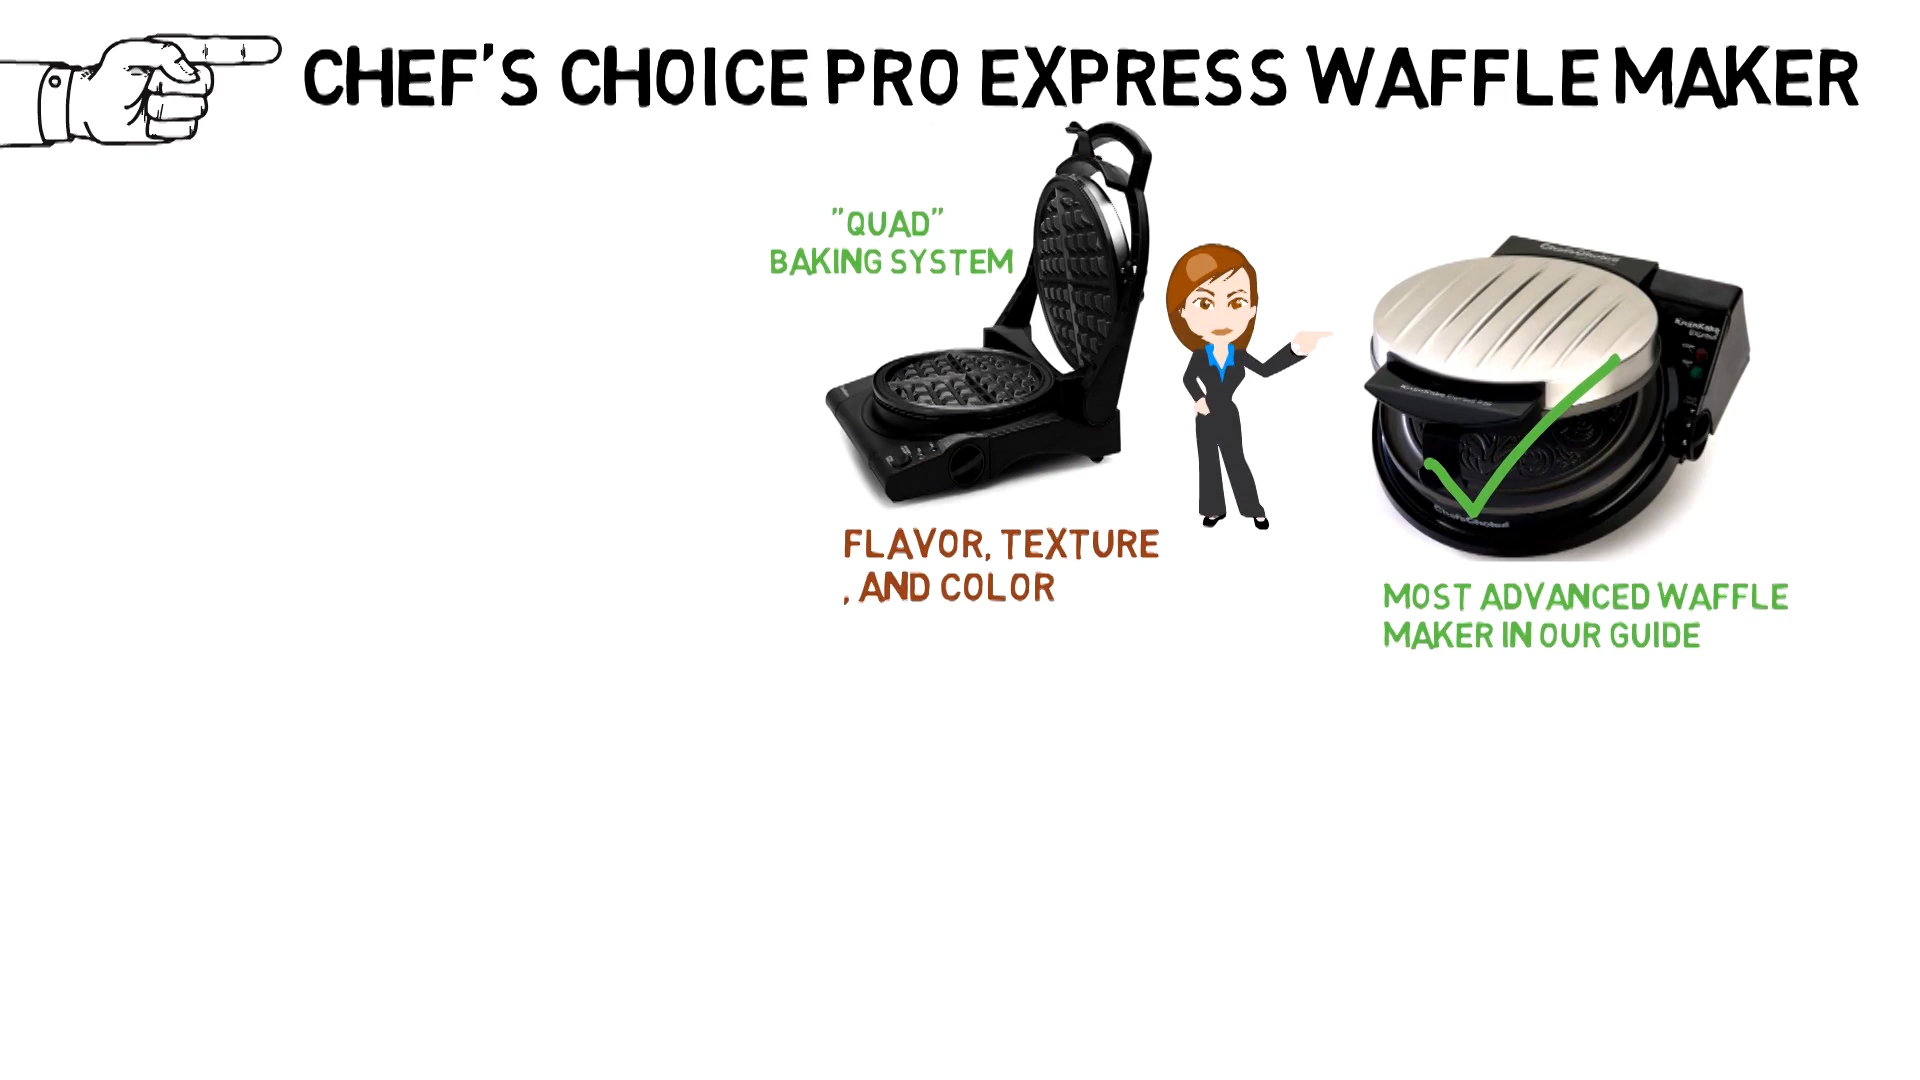 CHEF'S CHOICE PRO EXPRESS WAFFLE MAKER
"QUAD"
BAKING SYSTEM
FLAVOR, TEXTURE
, AND COLOR
MOST ADVANCED WAFFLE
MAKER IN OUR GUIDE